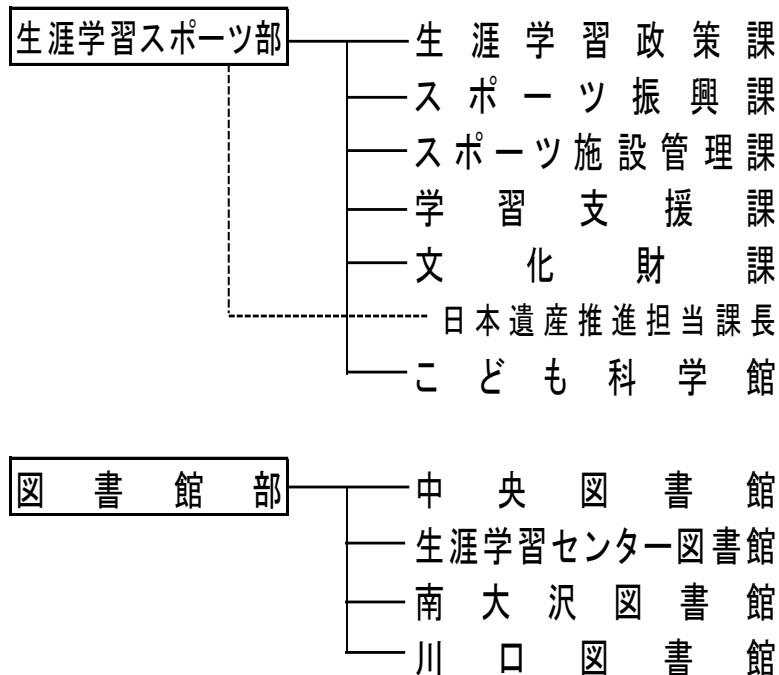 生涯学習スポーツ部
生涯学習政策課
スポーツ振興課
スポーツ施設管理課
学習支援課
文化財課
日本遺産推進担当課長
こども科学館
図書館部
中央図書館
生涯学習センター図書館
南大沢図書館
川口図書館